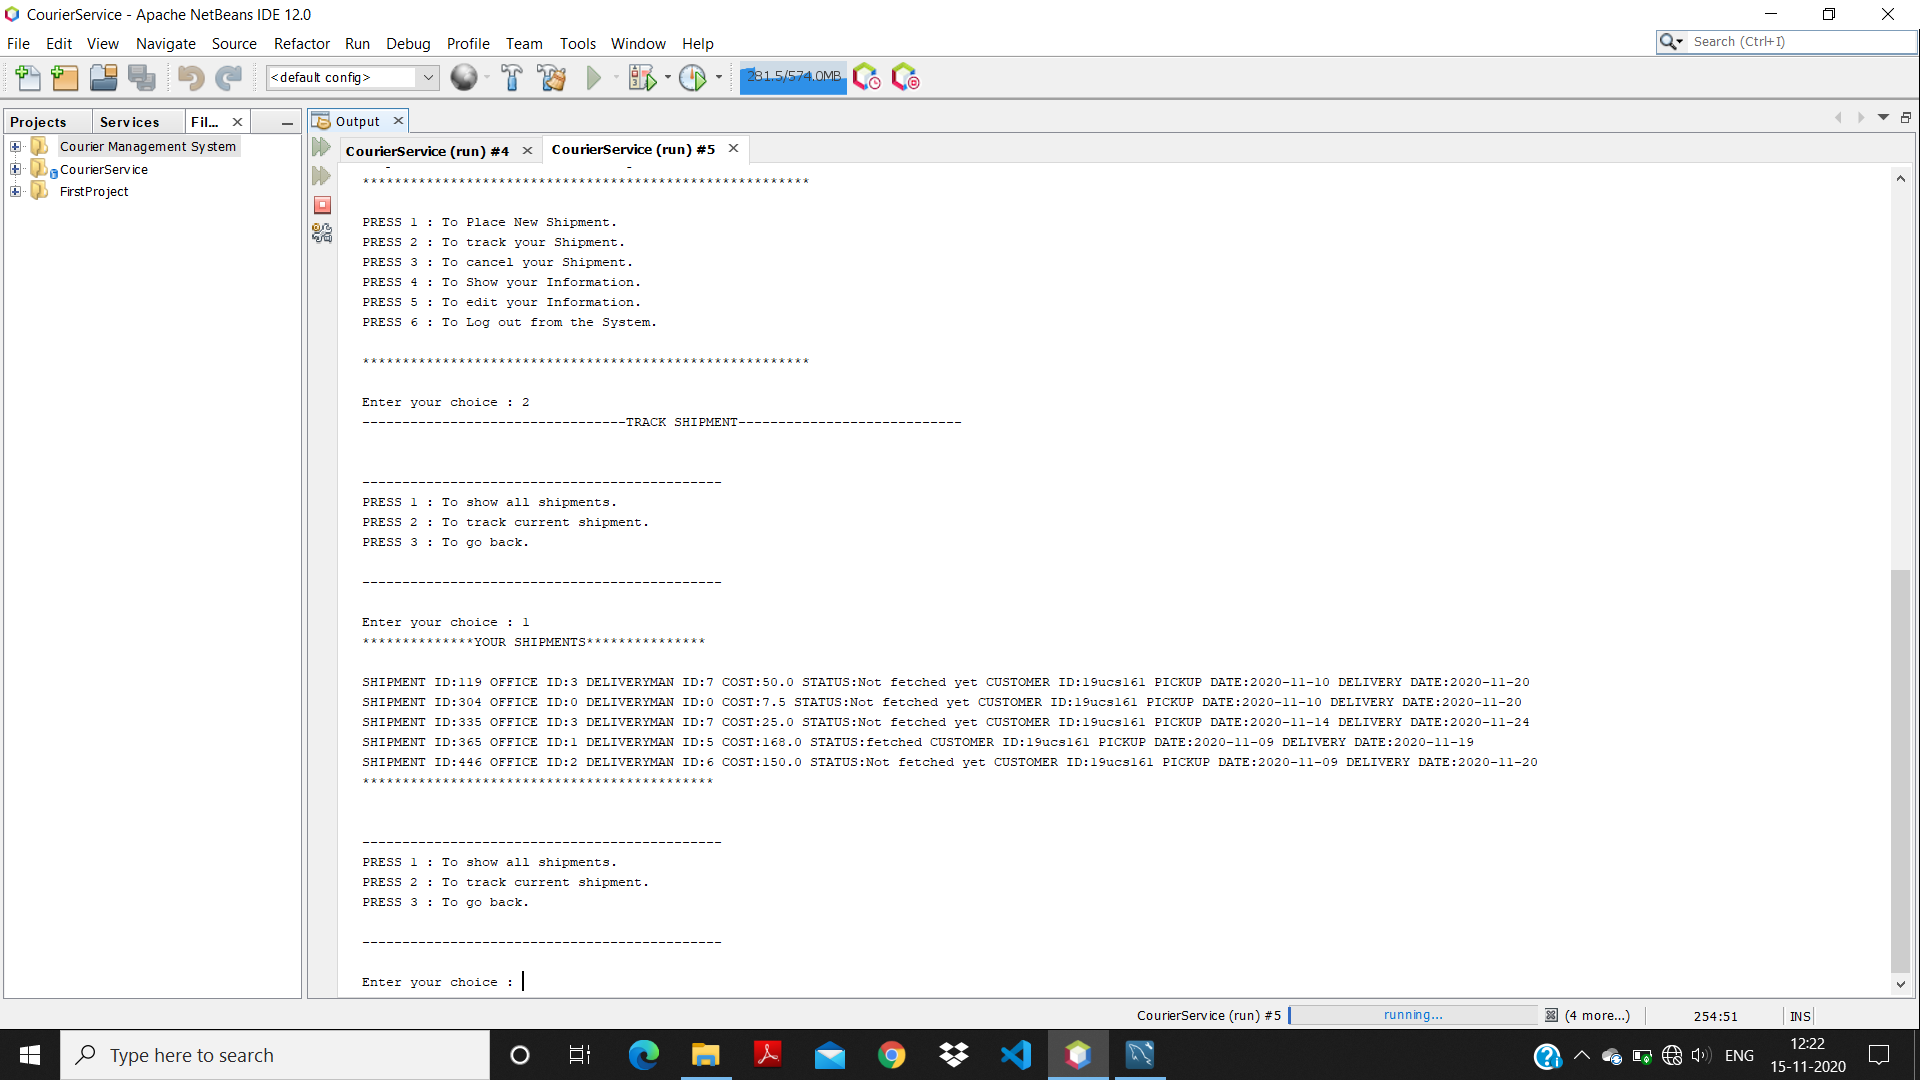 CourierService - Apache NetBeans IDE 12.0
File Edit View Navigate Source Refactor Run Debug Profile Team Tools Window Help
Search (Ctrl+I)
<default config>
281.5/574.0MB
Projects Services Fil...
Output
Courier Management System
CourierService
FirstProject
CourierService (run) #4 CourierService (run) #5
********************************************************
PRESS 1 : To Place New Shipment.
PRESS 2 : To track your Shipment.
PRESS 3 : To cancel your Shipment.
PRESS 4 : To Show your Information.
PRESS 5 : To edit your Information.
PRESS 6 : To Log out from the System.
********************************************************
Enter your choice : 2
---------------------------------TRACK SHIPMENT----------------------------
---------------------------------------------
PRESS 1 : To show all shipments.
PRESS 2 : To track current shipment.
PRESS 3 : To go back.
---------------------------------------------
Enter your choice : 1
**************YOUR SHIPMENTS***************
SHIPMENT ID:119 OFFICE ID:3 DELIVERYMAN ID:7 COST:50.0 STATUS:Not fetched yet CUSTOMER ID:19ucs161 PICKUP DATE:2020-11-10 DELIVERY DATE:2020-11-20
SHIPMENT ID:304 OFFICE ID:0 DELIVERYMAN ID:0 COST:7.5 STATUS:Not fetched yet CUSTOMER ID:19ucs161 PICKUP DATE:2020-11-10 DELIVERY DATE:2020-11-20
SHIPMENT ID:335 OFFICE ID:3 DELIVERYMAN ID:7 COST:25.0 STATUS:Not fetched yet CUSTOMER ID:19ucs161 PICKUP DATE:2020-11-14 DELIVERY DATE:2020-11-24
SHIPMENT ID:365 OFFICE ID:1 DELIVERYMAN ID:5 COST:168.0 STATUS:fetched CUSTOMER ID:19ucs161 PICKUP DATE:2020-11-09 DELIVERY DATE:2020-11-19
SHIPMENT ID:446 OFFICE ID:2 DELIVERYMAN ID:6 COST:150.0 STATUS:Not fetched yet CUSTOMER ID:19ucs161 PICKUP DATE:2020-11-09 DELIVERY DATE:2020-11-20
********************************************
---------------------------------------------
PRESS 1 : To show all shipments.
PRESS 2 : To track current shipment.
PRESS 3 : To go back.
---------------------------------------------
Enter your choice :
CourierService (run) #5 running... (4 more...) 254:51 INS
Type here to search
ENG
12:22
15-11-2020